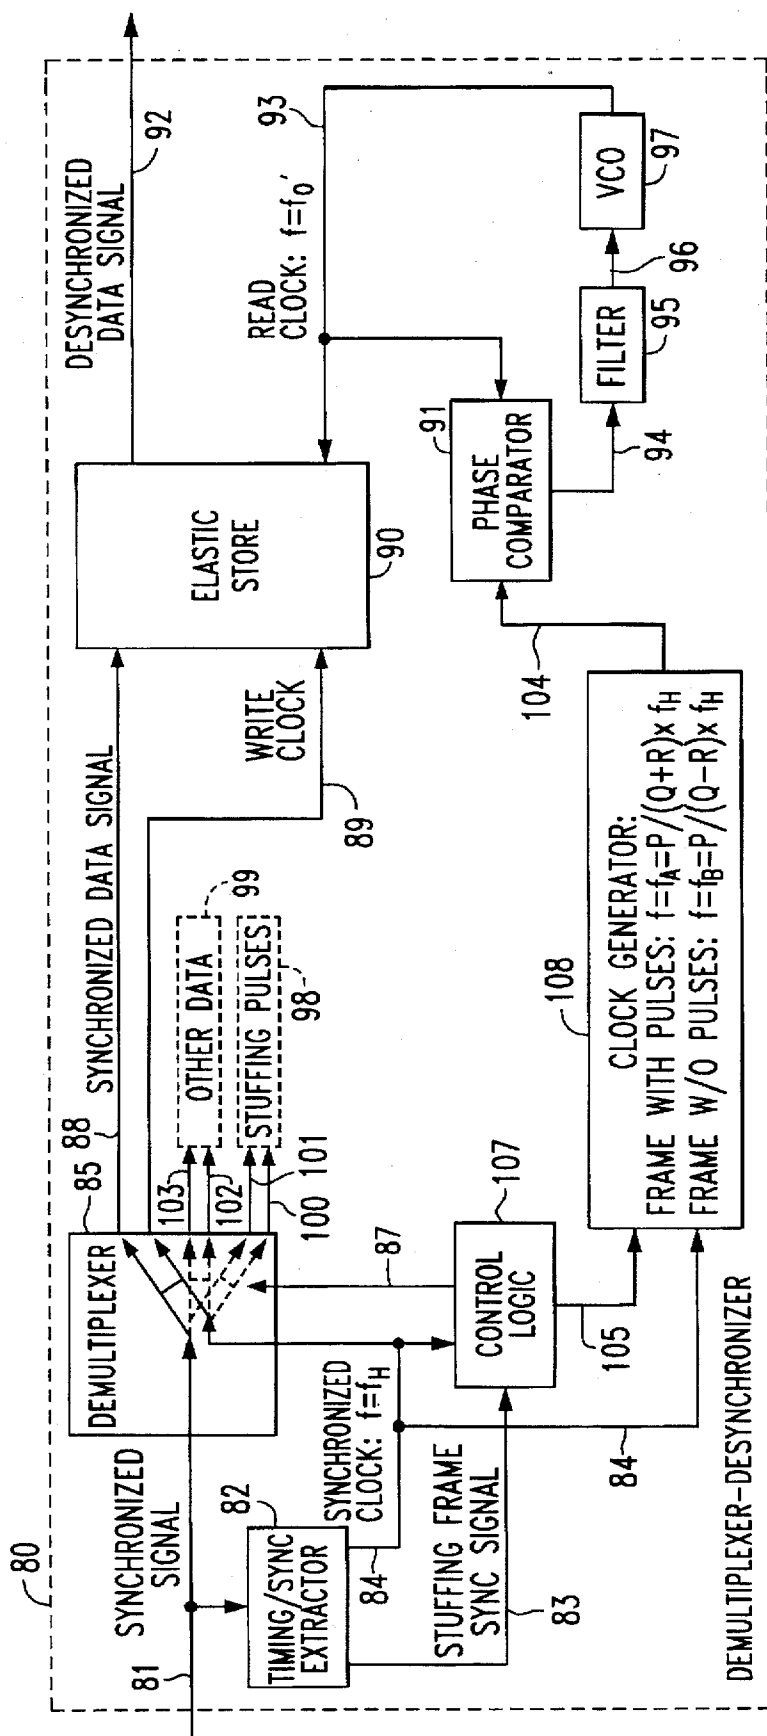 80
DEMULTIPLEXER-DESYNCHRONIZER
81
SYNCHRONIZED
SIGNAL
82
TIMING/SYNC
EXTRACTOR
84
SYNCHRONIZED
CLOCK: f=fH
STUFFING FRAME
SYNC SIGNAL
83
84
85
DEMULTIPLEXER
87
107
CONTROL
LOGIC
105
88
SYNCHRONIZED DATA SIGNAL
103
102
101
100
99
OTHER DATA
STUFFING PULSES
98
WRITE
CLOCK
89
108
CLOCK GENERATOR:
FRAME WITH PULSES: f=fA=P/(Q+R)x fH
FRAME W/O PULSES: f=fB=P/(Q-R)x fH
104
ELASTIC
STORE
90
91
PHASE
COMPARATOR
94
FILTER
95
96
VCO
97
READ
CLOCK: f=f0'
93
DESYNCHRONIZED
DATA SIGNAL
92